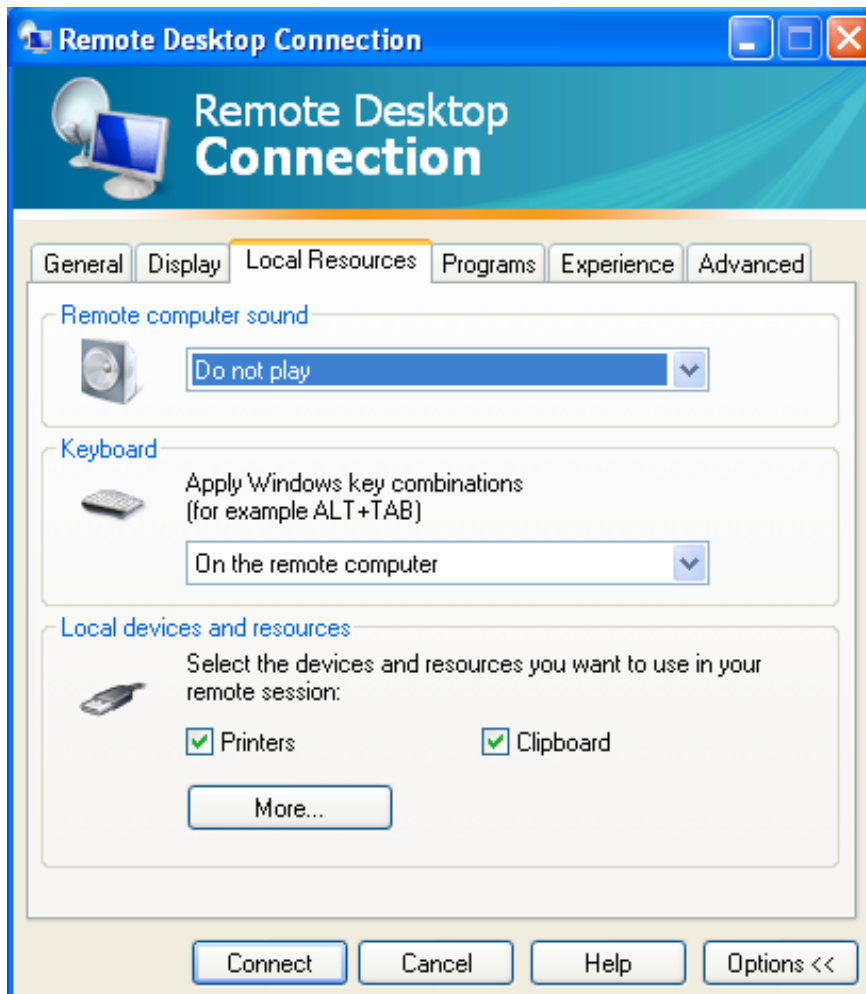 Remote Desktop Connection
Remote Desktop
Connection
General Display Local Resources Programs Experience Advanced
Remote computer sound
Do not play
Keyboard
Apply Windows key combinations
(for example ALT+TAB)
On the remote computer
Local devices and resources
Select the devices and resources you want to use in your
remote session:
Printers Clipboard
More...
Connect Cancel Help Options <<